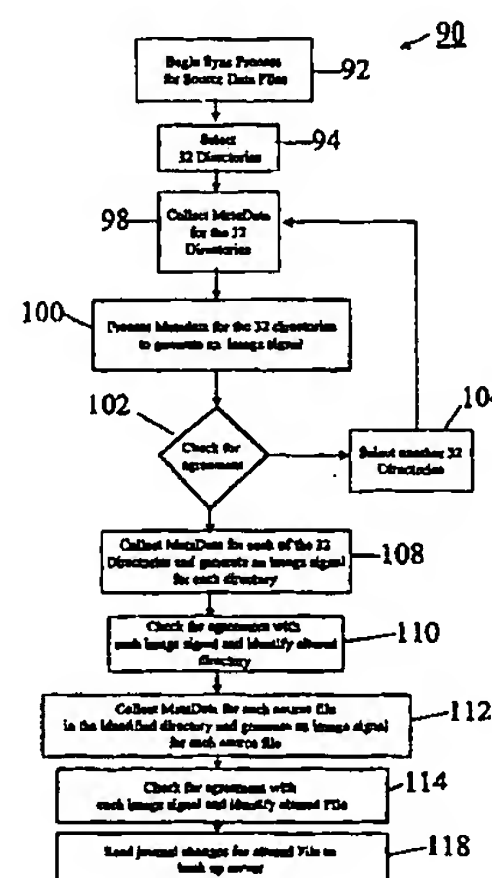 90
Begin Sync Process
for Source Data Files
92
Select
32 Directories
94
98
Collect MetaData
for the 32
Directories
100
Process Metadata for the 32 directories
to generate an image signal
102
Check for
agreement
104
Select another 32
Directories
Collect MetaData for each of the 32
Directories and generate an image signal
for each directory
108
Check for agreement with
each image signal and identify altered
directory
110
Collect MetaData for each source file
in the identified directory and generate an image signal
for each source file
112
Check for agreement with
each image signal and identify altered File
114
Send journal changes for altered File to
back up server
118